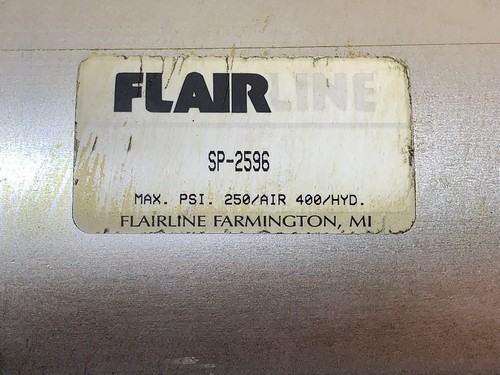 FLAIRLINE
SP-2596
MAX. PSI. 250/AIR 400/HYD.
FLAIRLINE FARMINGTON, MI